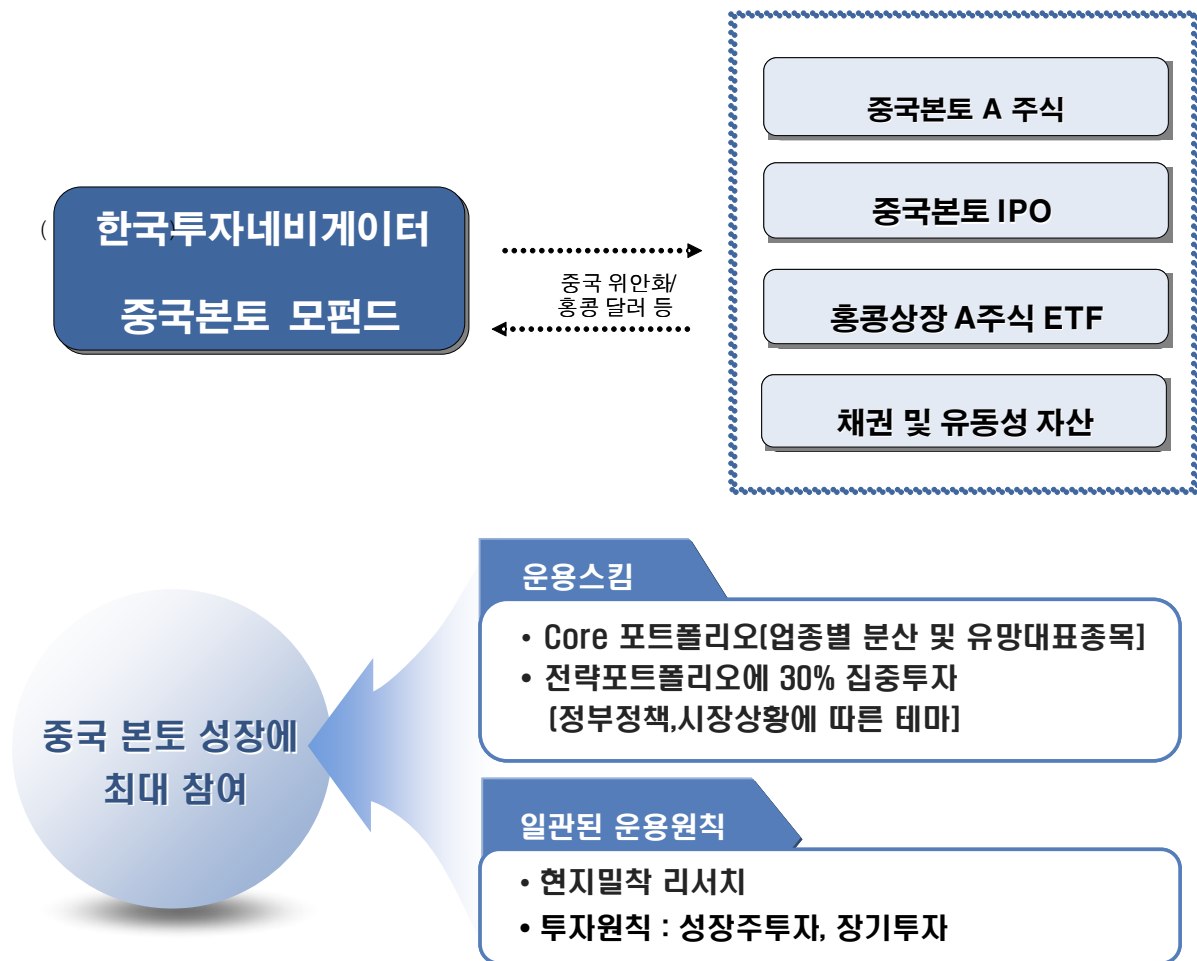 한국투자네비게이터
중국본토 모펀드
( )
중국 위안화/
홍콩 달러 등
중국본토 A 주식
중국본토 IPO
홍콩상장 A주식 ETF
채권 및 유동성 자산
중국 본토 성장에
최대 참여
운용스킴
• Core 포트폴리오[업종별 분산 및 유망대표종목]
• 전략포트폴리오에 30% 집중투자
[정부정책,시장상황에 따른 테마]
일관된 운용원칙
• 현지밀착 리서치
• 투자원칙 : 성장주투자, 장기투자